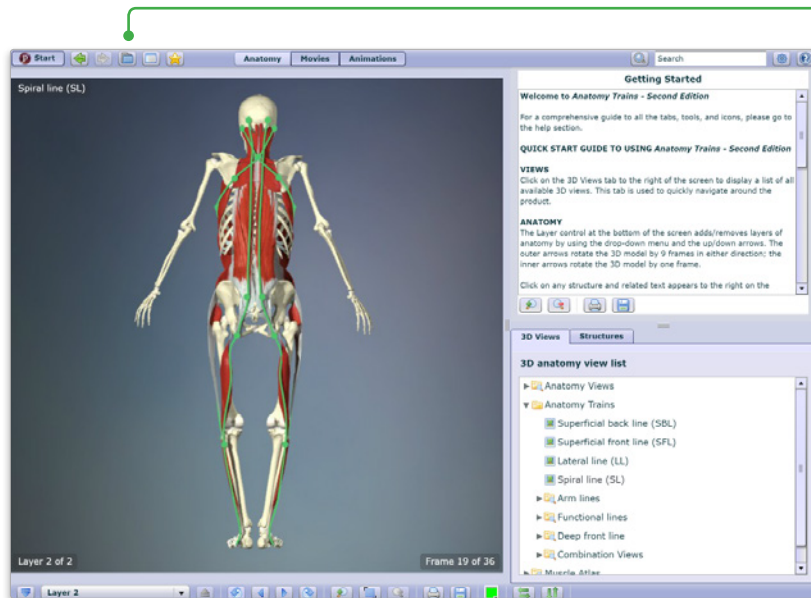 Start
Anatomy Movies Animations
Search
Spiral line (SL)
Getting Started
Welcome to Anatomy Trains - Second Edition
For a comprehensive guide to all the tabs, tools, and icons, please go to
the help section.
QUICK START GUIDE TO USING Anatomy Trains - Second Edition
VIEWS
Click on the 3D Views tab to the right of the screen to display a list of all
available 3D views. This tab is used to quickly navigate around the
product.
ANATOMY
The Layer control at the bottom of the screen adds/removes layers of
anatomy by using the drop-down menu and the up/down arrows. The
outer arrows rotate the 3D model by 9 frames in either direction; the
inner arrows rotate the 3D model by one frame.
Click on any structure and related text appears to the right on the
3D Views Structures
3D anatomy view list
Anatomy Views
Anatomy Trains
Superficial back line (SBL)
Superficial front line (SFL)
Lateral line (LL)
Spiral line (SL)
Arm lines
Functional lines
Deep front line
Combination Views
Muscle Atlas
Layer 2 of 2
Frame 19 of 36
Layer 2